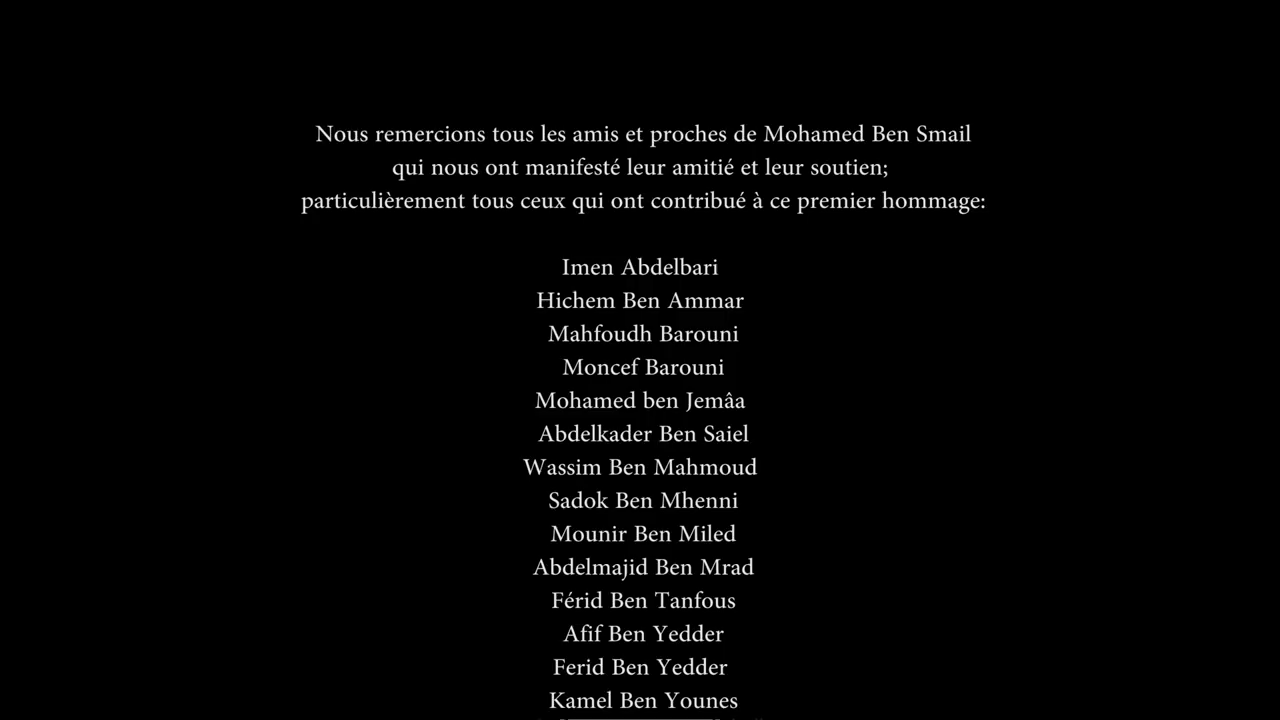 Nous remercions tous les amis et proches de Mohamed Ben Smail
qui nous ont manifesté leur amitié et leur soutien;
particulièrement tous ceux qui ont contribué à ce premier hommage:
Imen Abdelbari
Hichem Ben Ammar
Mahfoudh Barouni
Moncef Barouni
Mohamed ben Jemâa
Abdelkader Ben Saiel
Wassim Ben Mahmoud
Sadok Ben Mhenni
Mounir Ben Miled
Abdelmajid Ben Mrad
Férid Ben Tanfous
Afif Ben Yedder
Ferid Ben Yedder
Kamel Ben Younes